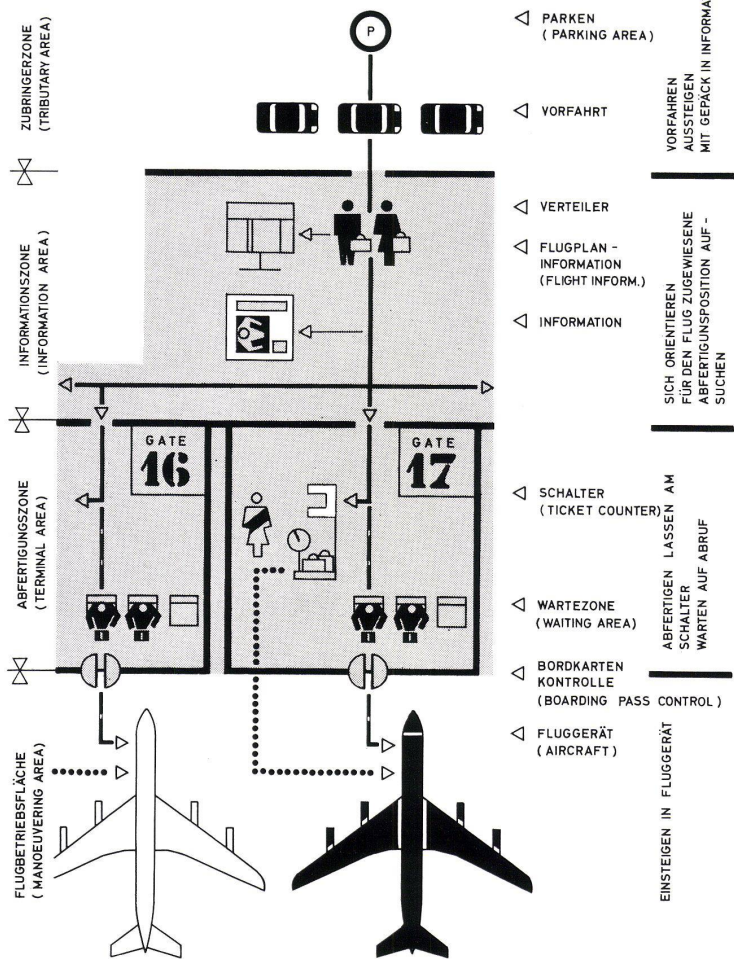 ZUBRINGERZONE
(TRIBUTARY AREA)
INFORMATIONSZONE
(INFORMATION AREA)
ABFERTIGUNGSZONE
(TERMINAL AREA)
FLUGBETRIEBSFLÄCHE
(MANOEUVERING AREA)
P
GATE
16
GATE
17
PARKEN
(PARKING AREA)
VORFAHRT
VERTEILER
FLUGPLAN-
INFORMATION
(FLIGHT INFORM.)
INFORMATION
SCHALTER
(TICKET COUNTER)
WARTEZONE
(WAITING AREA)
BORDKARTEN
KONTROLLE
(BOARDING PASS CONTROL)
FLUGGERÄT
(AIRCRAFT)
VORFAHREN
AUSSTEIGEN
MIT GEPÄCK IN INFORMA
SICH ORIENTIEREN
FÜR DEN FLUG ZUGEWIESENE
ABFERTIGUNSPOSITION AUF-
SUCHEN
ABFERTIGEN LASSEN AM
SCHALTER
WARTEN AUF ABRUF
EINSTEIGEN IN FLUGGERÄT